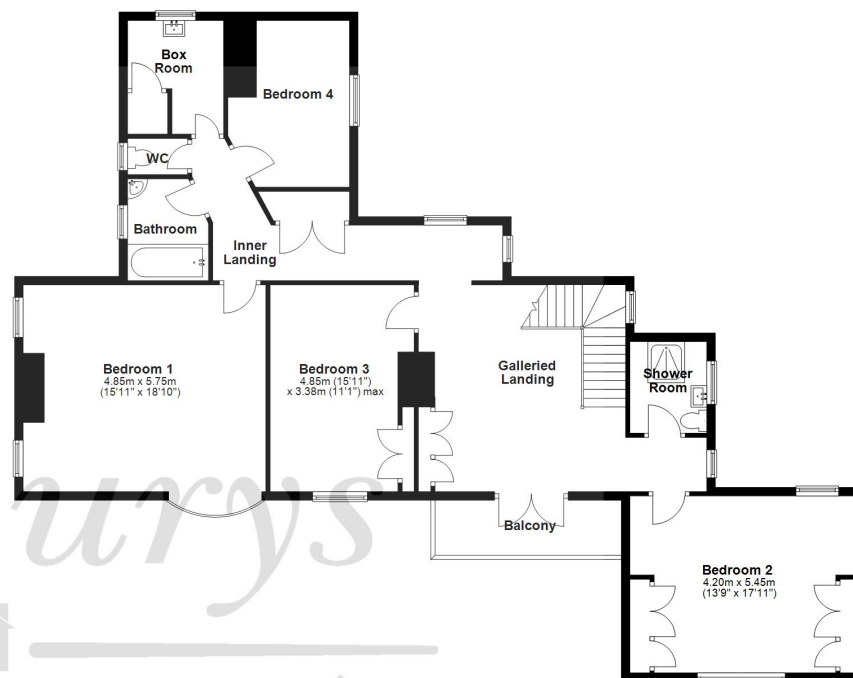 Box
Room
Bedroom 4
WC
Bathroom
Inner
Landing
Bedroom 1
4.85m x 5.75m
(15'11" x 18'10")
Bedroom 3
4.85m (15'11")
x 3.38m (11'1") max
Galleried
Landing
Shower
Room
Balcony
Bedroom 2
4.20m x 5.45m
(13'9" x 17'11")
urys